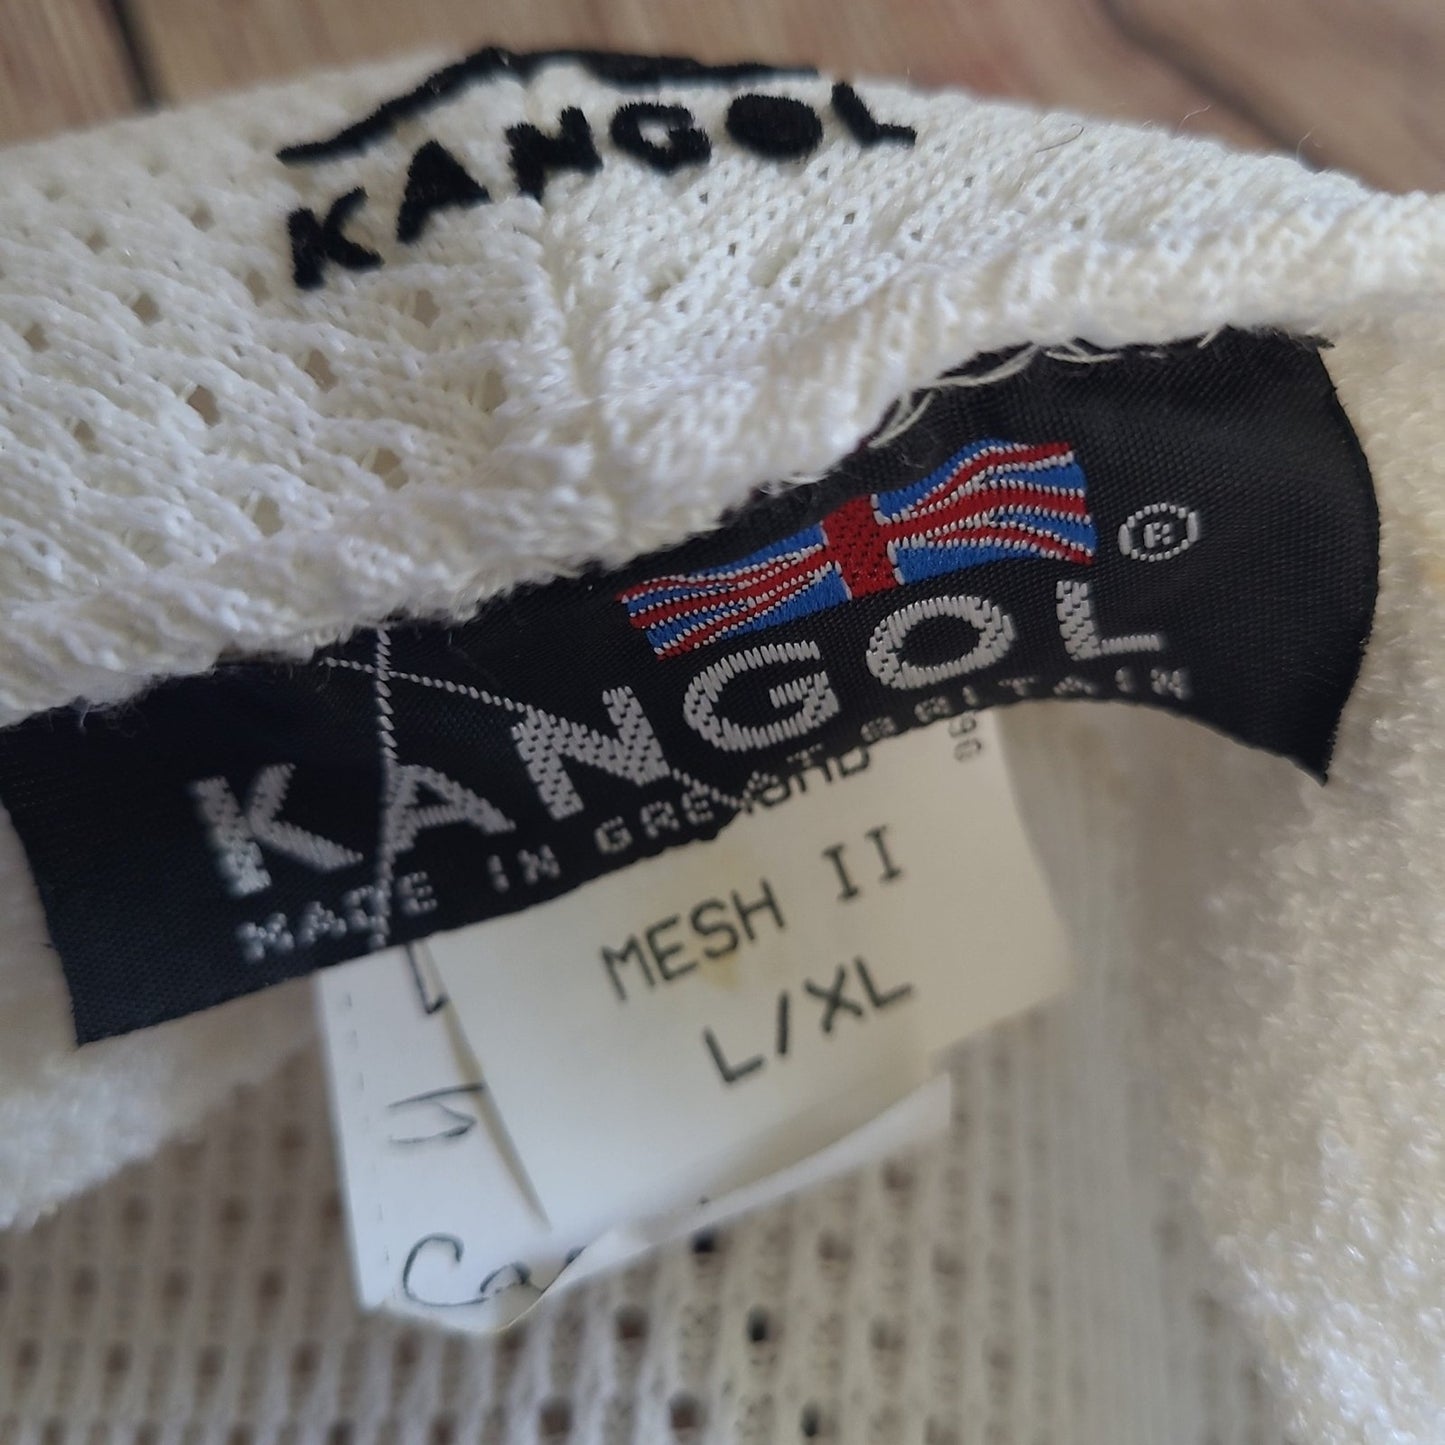 KANGOL
®
KANGOL
MADE IN GREAT BRITAIN
MESH II
L/XL